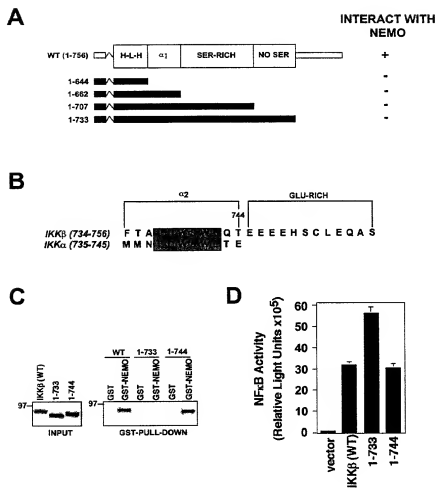 A
INTERACT WITH
NEMO
WT (1-756) H-L-H α1 SER-RICH NO SER +
1-644 -
1-662 -
1-707 -
1-733 -
B
α2 744 GLU-RICH
IKKβ (734-756) F T A Q T E E E E H S C L E Q A S
IKKα (735-745) M M N T E
C
IKKβ (WT) 1-733 1-744
97
INPUT
WT 1-733 1-744
GST GST-NEMO GST GST-NEMO GST GST-NEMO
97
GST-PULL-DOWN
D
NFκB Activity
(Relative Light Units x10⁵)
60
50
40
30
20
10
0
vector IKKβ (WT) 1-733 1-744